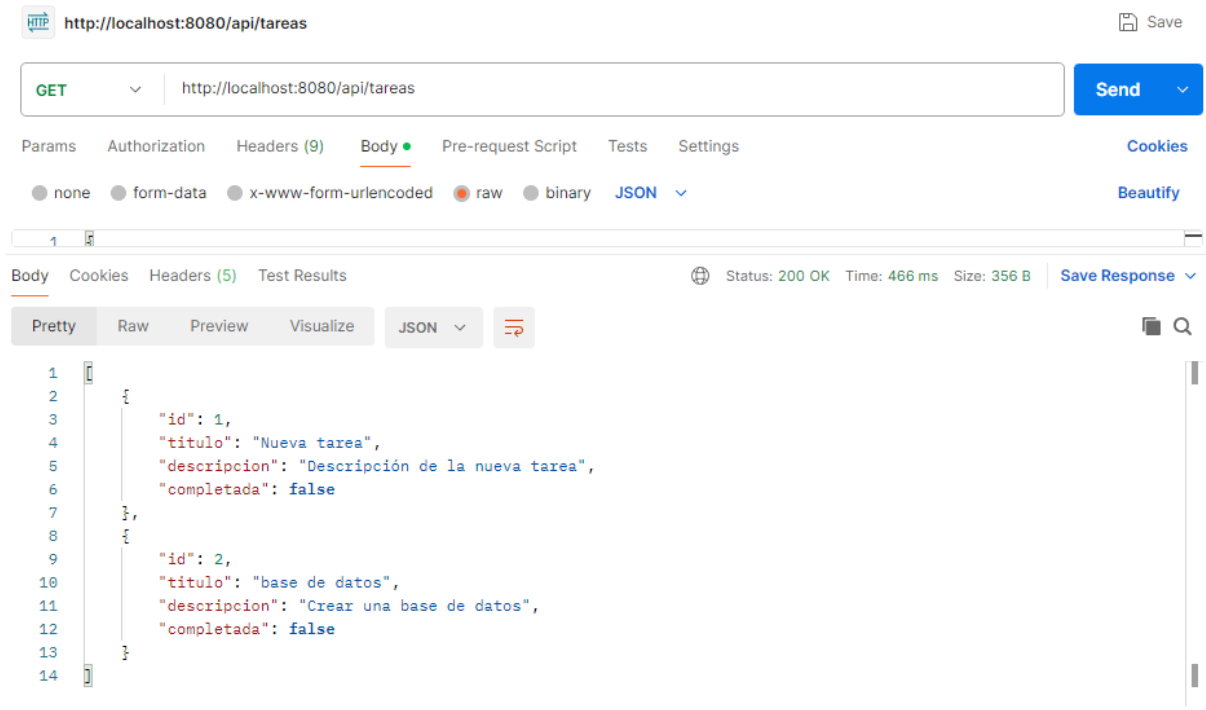 HTTP http://localhost:8080/api/tareas Save
GET http://localhost:8080/api/tareas Send
Params Authorization Headers (9) Body Pre-request Script Tests Settings Cookies
none form-data x-www-form-urlencoded raw binary JSON Beautify
1 {
Body Cookies Headers (5) Test Results Status: 200 OK Time: 466 ms Size: 356 B Save Response
Pretty Raw Preview Visualize JSON
1 [
2 {
3 "id": 1,
4 "titulo": "Nueva tarea",
5 "descripcion": "Descripción de la nueva tarea",
6 "completada": false
7 },
8 {
9 "id": 2,
10 "titulo": "base de datos",
11 "descripcion": "Crear una base de datos",
12 "completada": false
13 }
14 ]